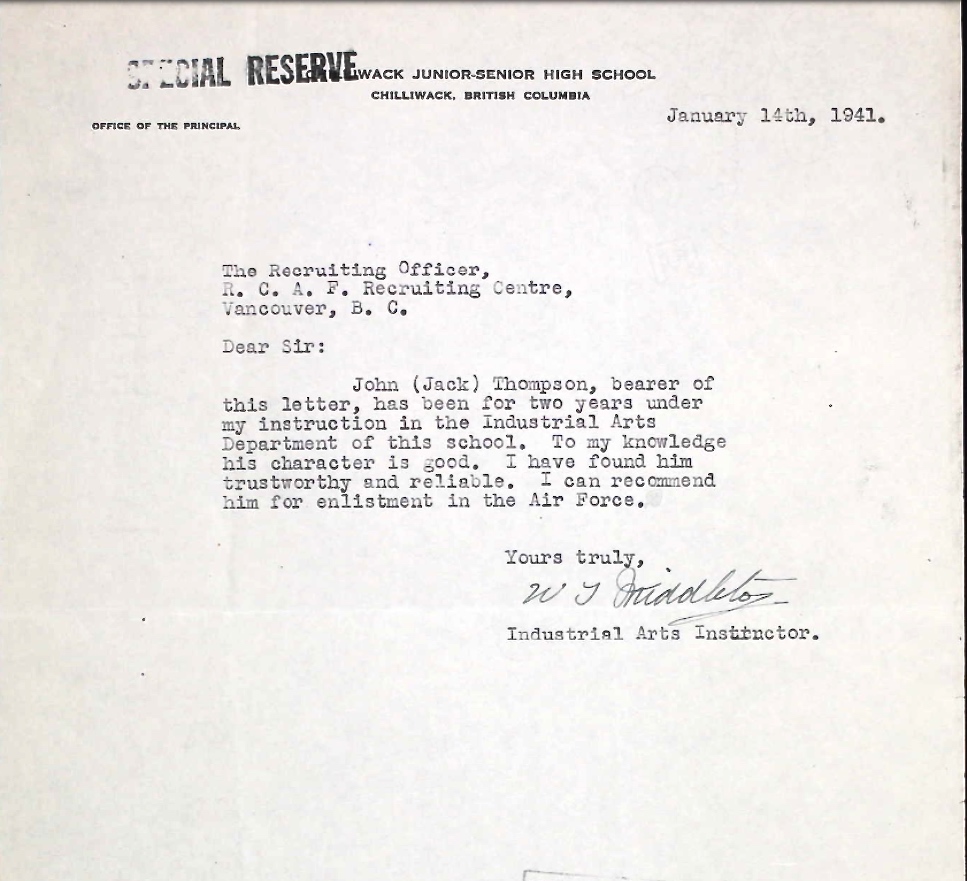 SPECIAL RESERVE
WACK JUNIOR-SENIOR HIGH SCHOOL
CHILLIWACK, BRITISH COLUMBIA
January 14th, 1941.
OFFICE OF THE PRINCIPAL
The Recruiting Officer,
R. C. A. F. Recruiting Centre,
Vancouver, B. C.
Dear Sir:
John (Jack) Thompson, bearer of
this letter, has been for two years under
my instruction in the Industrial Arts
Department of this school.  To my knowledge
his character is good.  I have found him
trustworthy and reliable.  I can recommend
him for enlistment in the Air Force.
Yours truly,
W J Middleton
Industrial Arts Instructor.